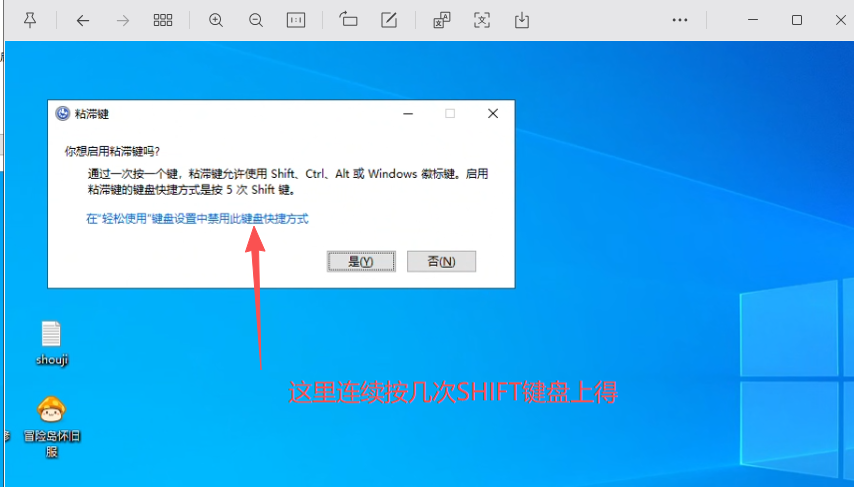 粘滞键
你想启用粘滞键吗?
通过一次按一个键，粘滞键允许使用 Shift、Ctrl、Alt 或 Windows 徽标键。启用
粘滞键的键盘快捷方式是按 5 次 Shift 键。
在"轻松使用"键盘设置中禁用此键盘快捷方式
是(Y)
否(N)
shouji
这里连续按几次SHIFT键盘上得
冒险岛怀旧
服